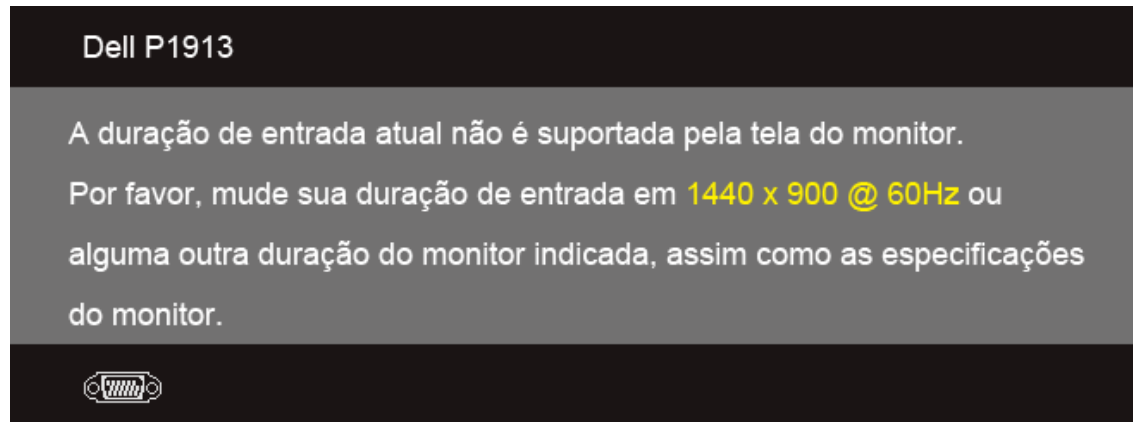 Dell P1913
A duração de entrada atual não é suportada pela tela do monitor.
Por favor, mude sua duração de entrada em 1440 x 900 @ 60Hz ou
alguma outra duração do monitor indicada, assim como as especificações
do monitor.